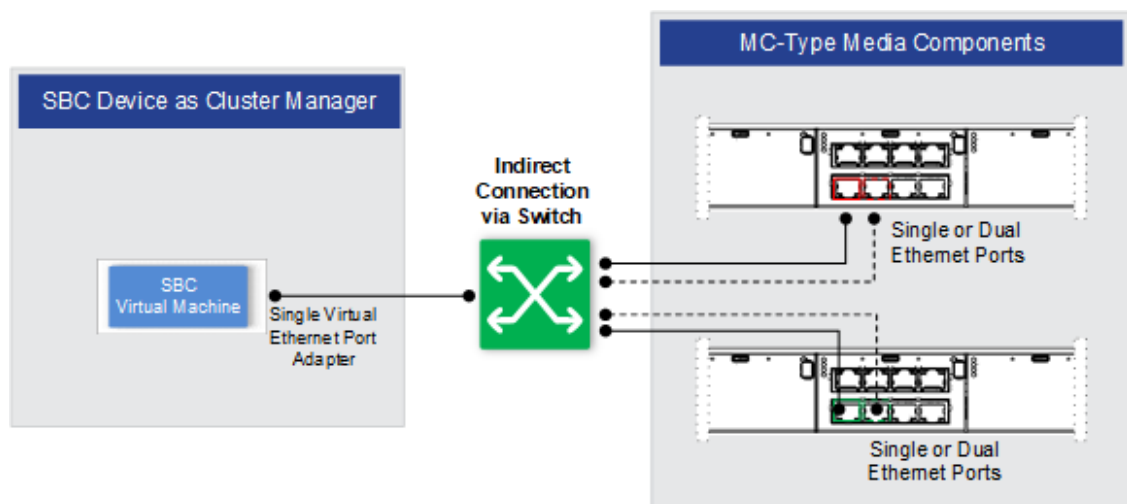 SBC Device as Cluster Manager
SBC
Virtual Machine
Single Virtual
Ethernet Port
Adapter
Indirect
Connection
via Switch
MC-Type Media Components
Single or Dual
Ethernet Ports
Single or Dual
Ethernet Ports